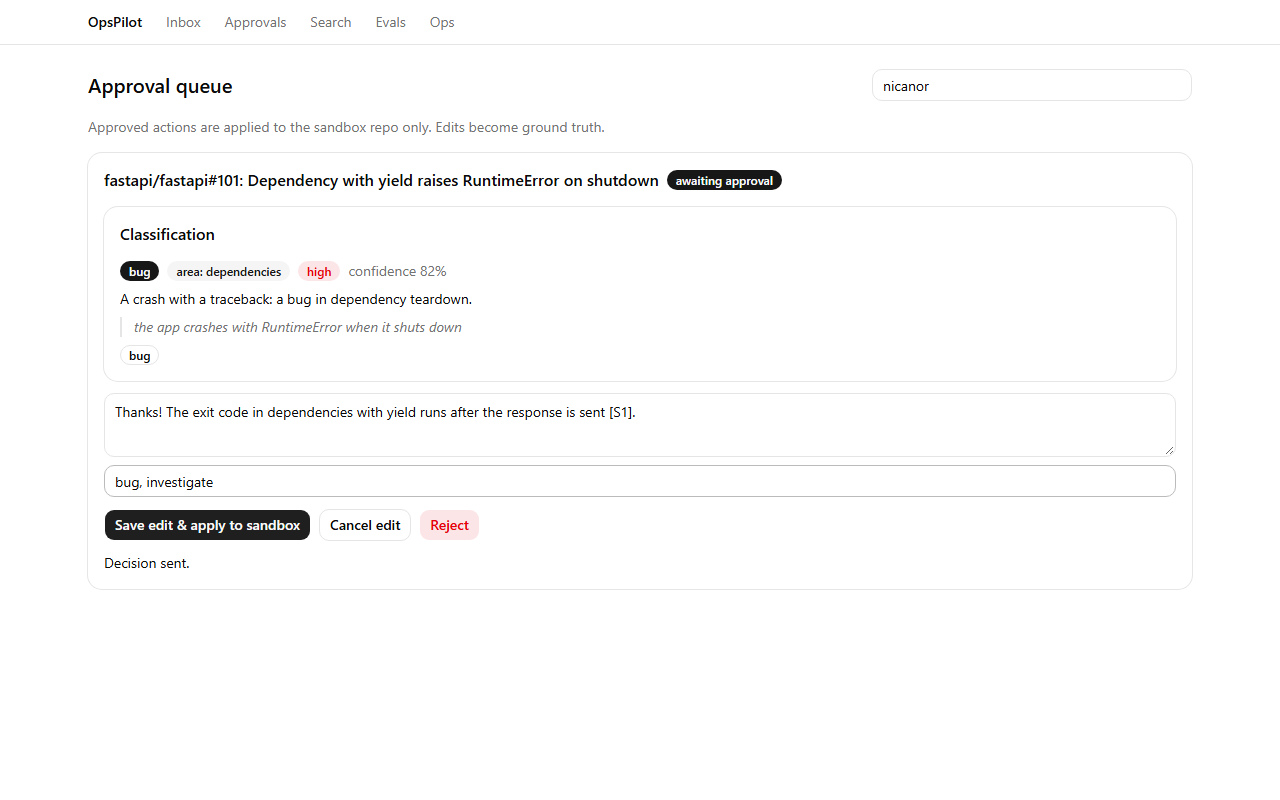 OpsPilot Inbox Approvals Search Evals Ops
Approval queue
nicanor
Approved actions are applied to the sandbox repo only. Edits become ground truth.
fastapi/fastapi#101: Dependency with yield raises RuntimeError on shutdown awaiting approval
Classification
bug area: dependencies high confidence 82%
A crash with a traceback: a bug in dependency teardown.
the app crashes with RuntimeError when it shuts down
bug
Thanks! The exit code in dependencies with yield runs after the response is sent [S1].
bug, investigate
Save edit & apply to sandbox Cancel edit Reject
Decision sent.